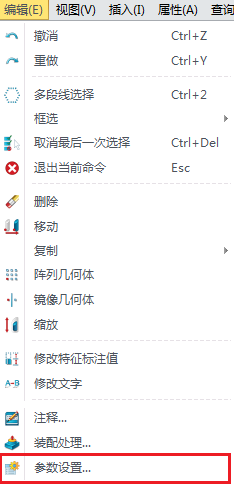 编辑(E) 视图(V) 插入(I) 属性(A) 查询
撤消 Ctrl+Z
重做 Ctrl+Y
多段线选择 Ctrl+2
框选
取消最后一次选择 Ctrl+Del
退出当前命令 Esc
删除
移动
复制
阵列几何体
镜像几何体
缩放
修改特征标注值
A-B 修改文字
注释...
装配处理...
参数设置...